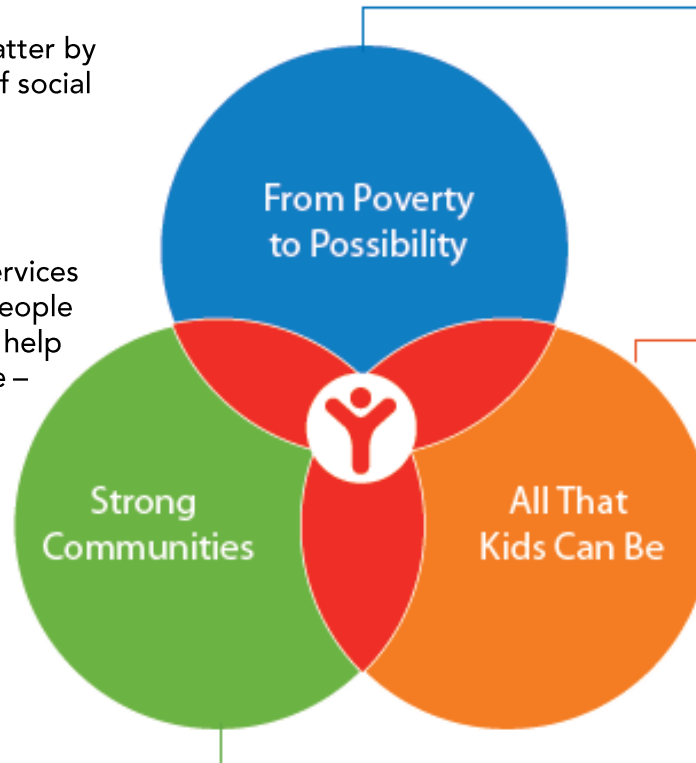 atter by
f social
From Poverty
to Possibility
ervices
eople
help
e –
Strong
Communities
All That
Kids Can Be